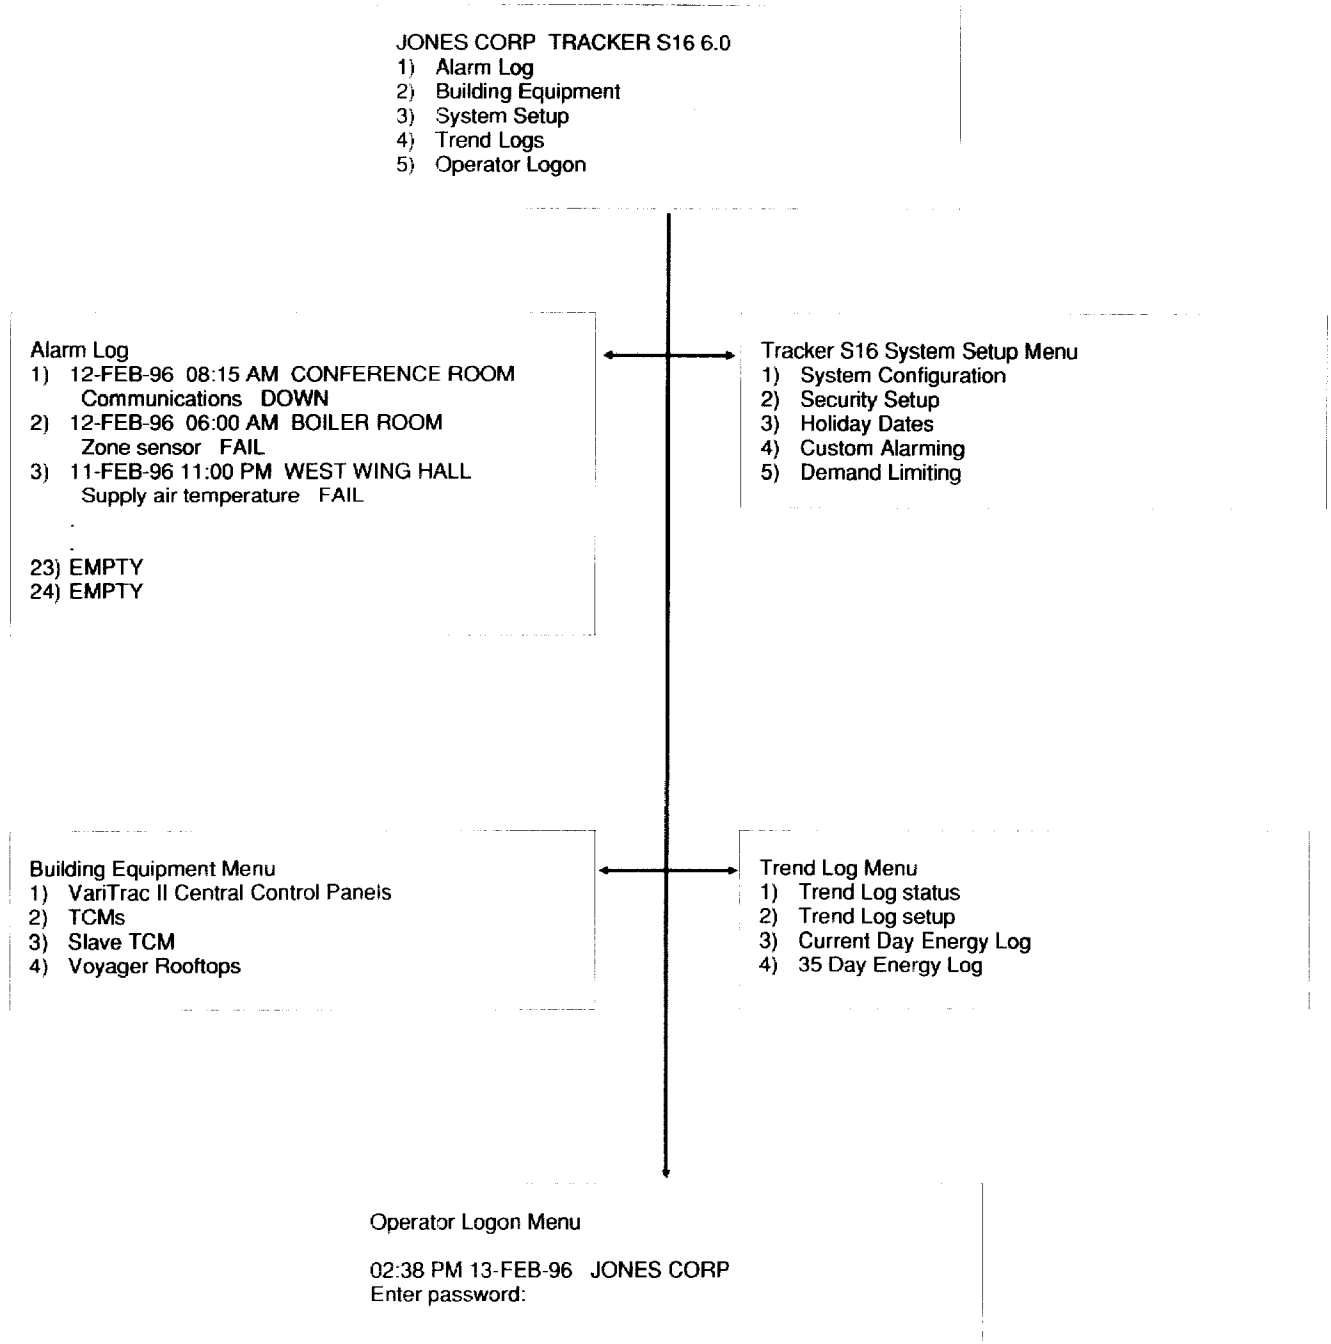 JONES CORP TRACKER S16 6.0
1) Alarm Log
2) Building Equipment
3) System Setup
4) Trend Logs
5) Operator Logon
Alarm Log
1) 12-FEB-96 08:15 AM CONFERENCE ROOM
Communications DOWN
2) 12-FEB-96 06:00 AM BOILER ROOM
Zone sensor FAIL
3) 11-FEB-96 11:00 PM WEST WING HALL
Supply air temperature FAIL
.
.
23) EMPTY
24) EMPTY
Tracker S16 System Setup Menu
1) System Configuration
2) Security Setup
3) Holiday Dates
4) Custom Alarming
5) Demand Limiting
Building Equipment Menu
1) VariTrac II Central Control Panels
2) TCMs
3) Slave TCM
4) Voyager Rooftops
Trend Log Menu
1) Trend Log status
2) Trend Log setup
3) Current Day Energy Log
4) 35 Day Energy Log
Operator Logon Menu
02:38 PM 13-FEB-96 JONES CORP
Enter password: